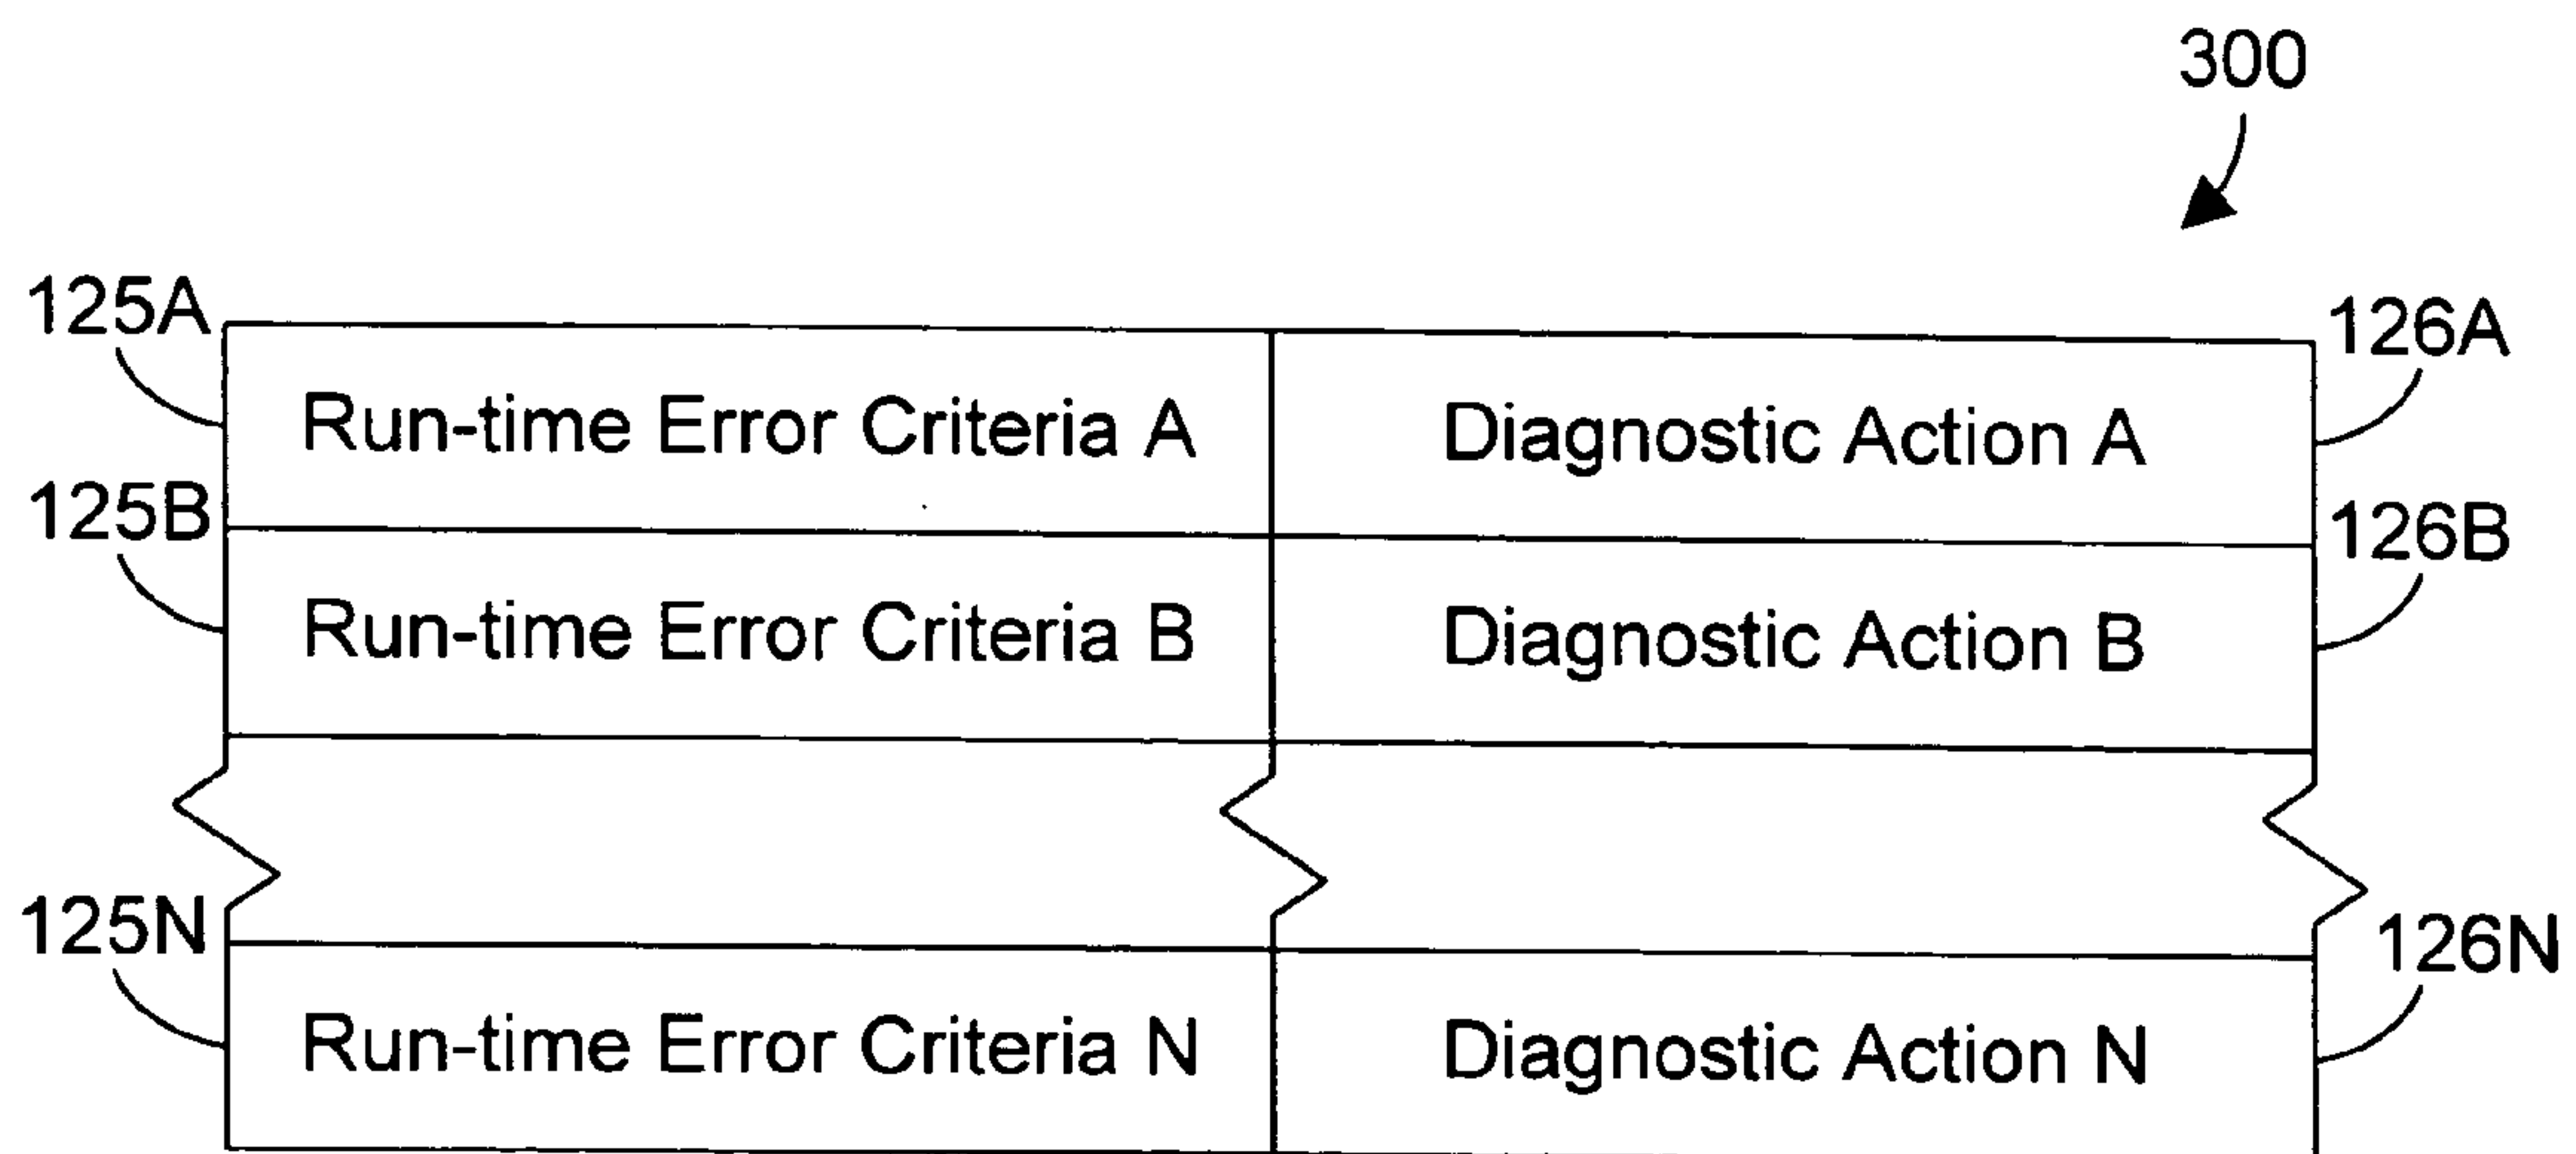 300
125A
126A
Run-time Error Criteria A
Diagnostic Action A
125B
126B
Run-time Error Criteria B
Diagnostic Action B
125N
126N
Run-time Error Criteria N
Diagnostic Action N